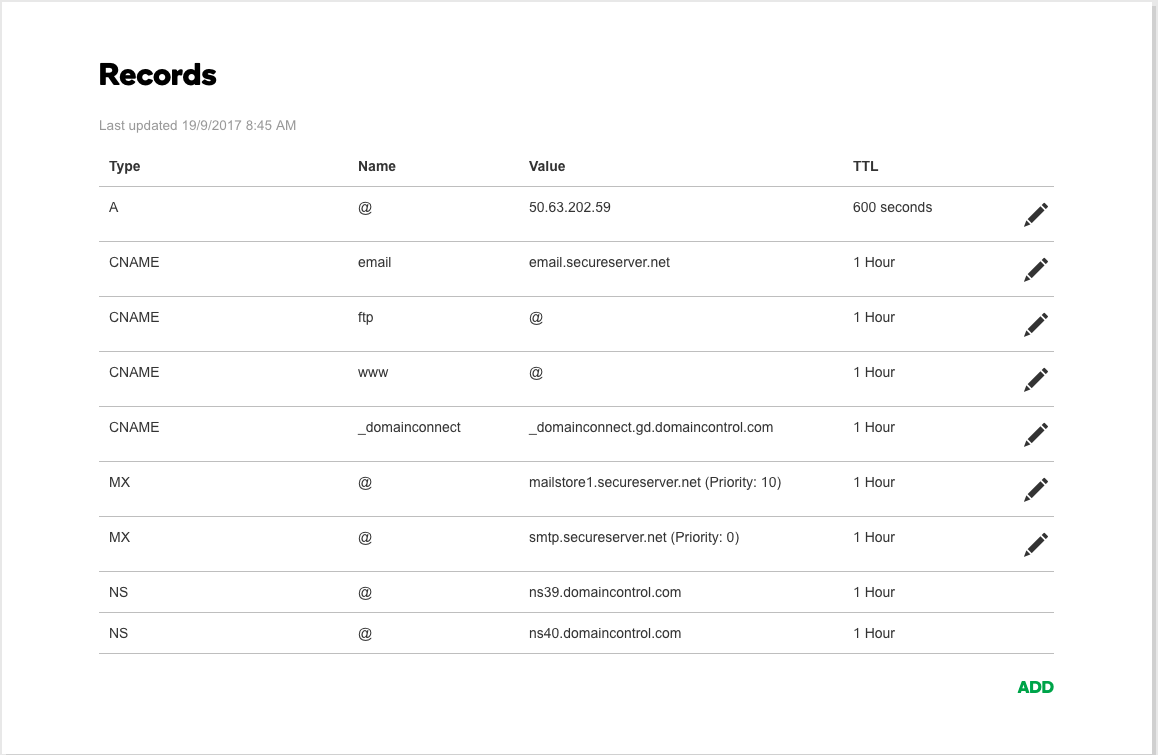 Records
Last updated 19/9/2017 8:45 AM
Type Name Value TTL
A @ 50.63.202.59 600 seconds
CNAME email email.secureserver.net 1 Hour
CNAME ftp @ 1 Hour
CNAME www @ 1 Hour
CNAME _domainconnect _domainconnect.gd.domaincontrol.com 1 Hour
MX @ mailstore1.secureserver.net (Priority: 10) 1 Hour
MX @ smtp.secureserver.net (Priority: 0) 1 Hour
NS @ ns39.domaincontrol.com 1 Hour
NS @ ns40.domaincontrol.com 1 Hour
ADD